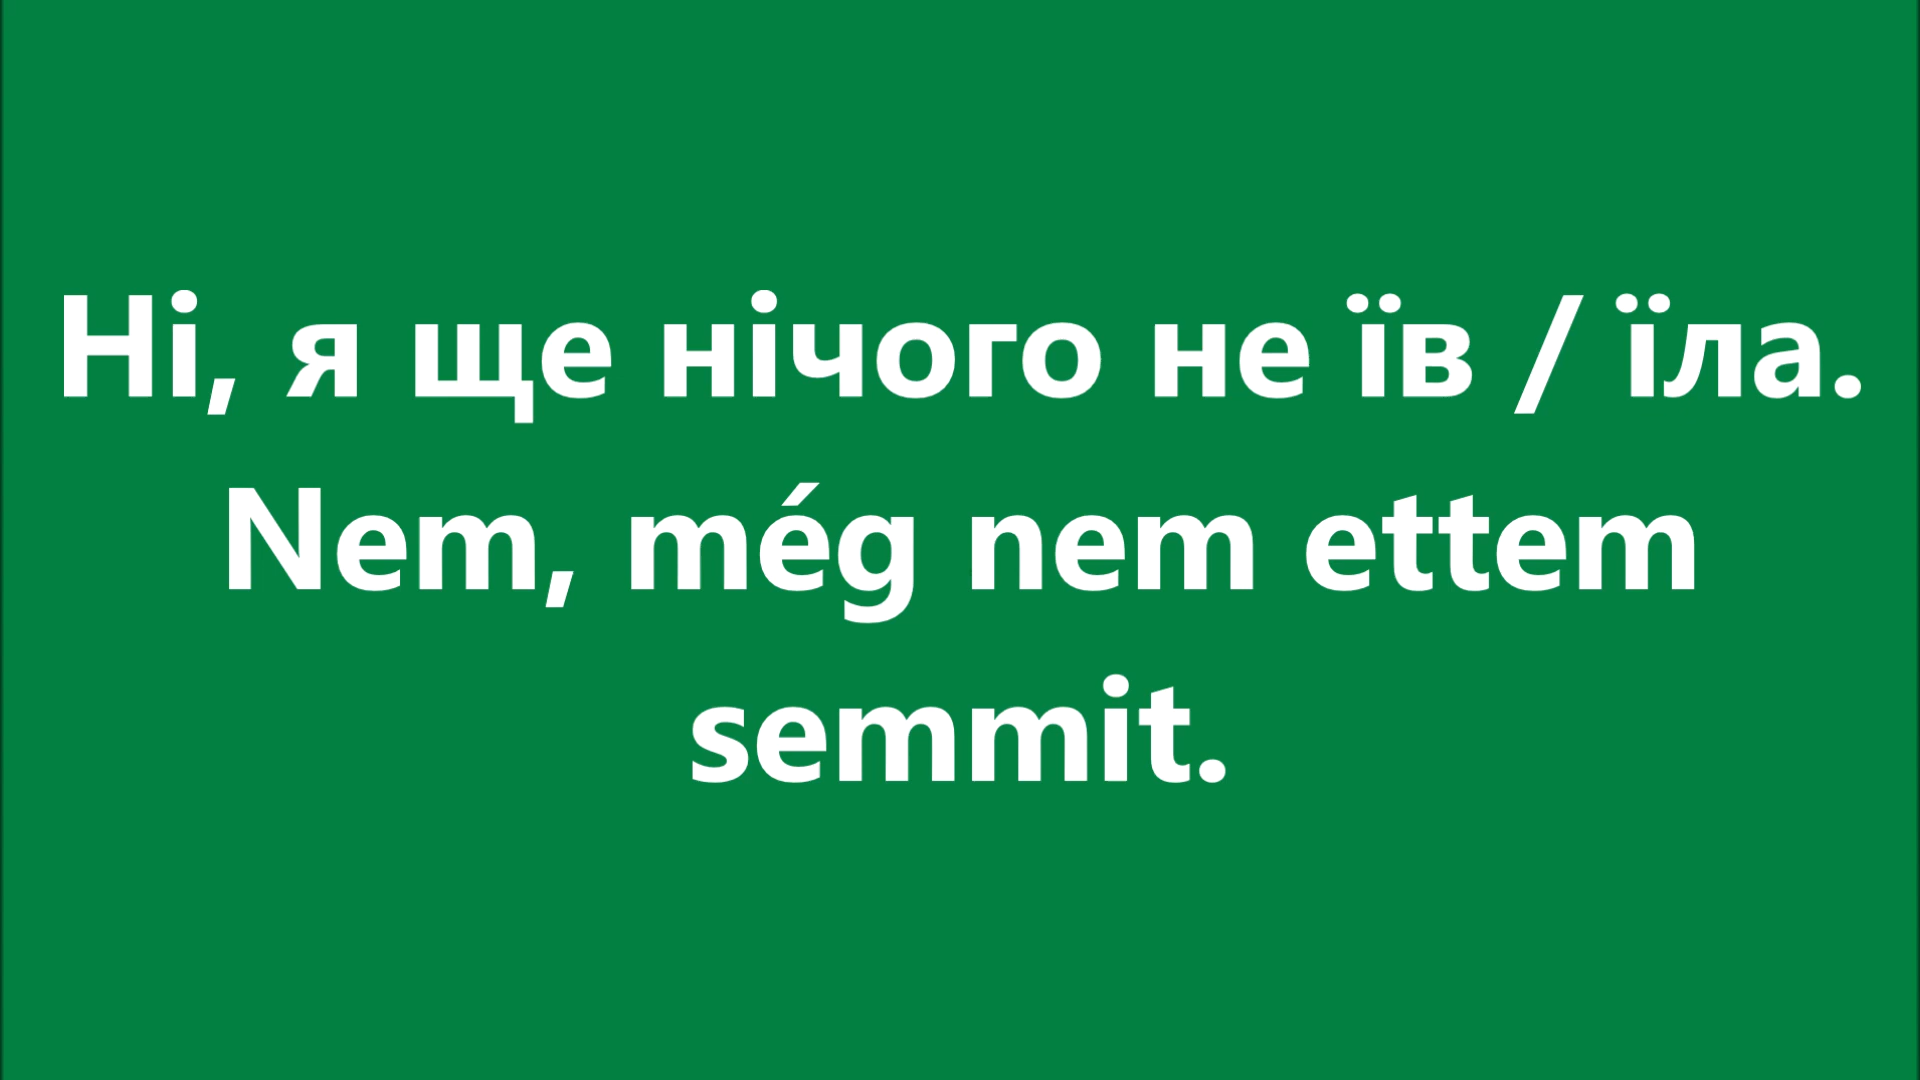 Ні, я ще нічого не їв / їла.
Nem, még nem ettem
semmit.